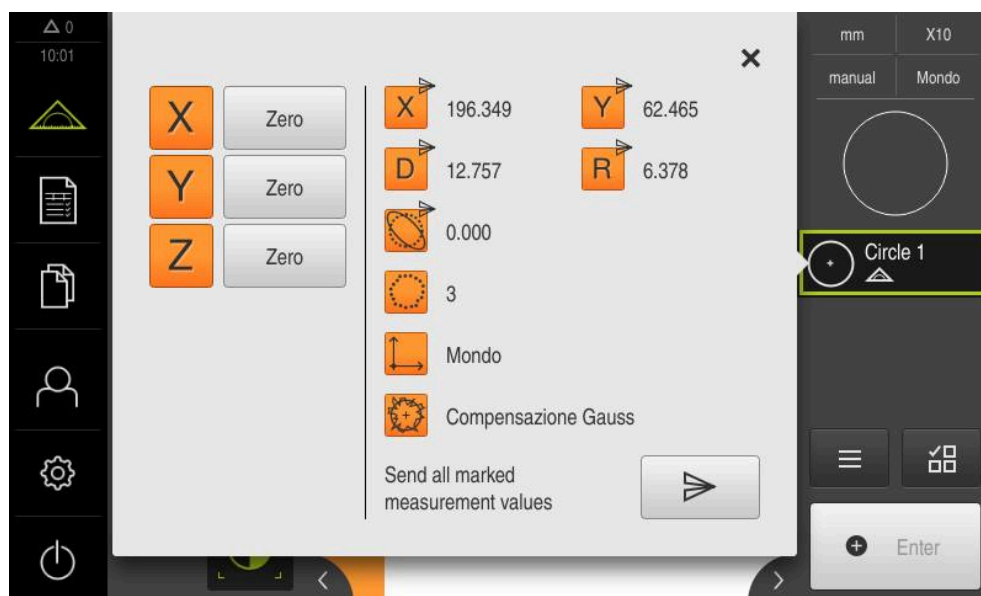 0
10:01
X Zero
Y Zero
Z Zero
X 196.349 Y 62.465
D 12.757 R 6.378
0.000
3
Mondo
Compensazione Gauss
Send all marked
measurement values
mm X10
manual Mondo
Circle 1
Enter